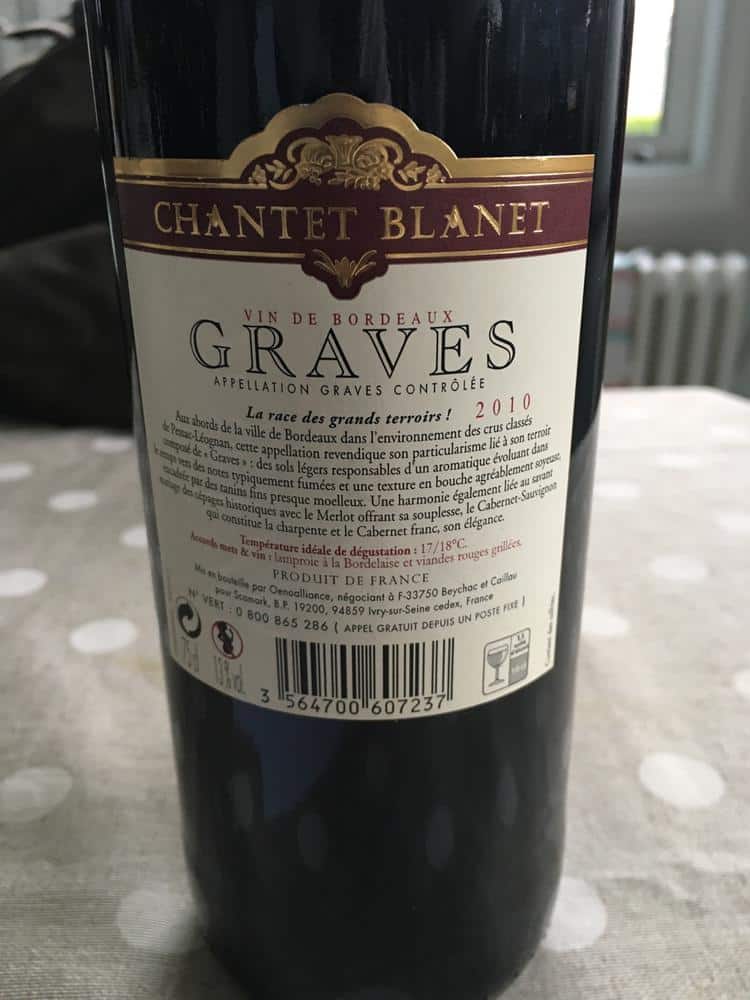 CHANTET BLANET
VIN DE BORDEAUX
GRAVES
APPELLATION GRAVES CONTRÔLÉE
La race des grands terroirs ! 2010
Aux abords de la ville de Bordeaux dans l'environnement des crus classés
de Pessac-Léognan, cette appellation revendique son particularisme lié à son terroir
composé de « Graves » : des sols légers responsables d'un aromatique évoluant dans
le temps vers des notes typiquement fumées et une texture en bouche agréablement soyeuse,
encadrée par des tanins fins presque moelleux. Une harmonie également liée au savant
mariage des cépages historiques avec le Merlot offrant sa souplesse, le Cabernet-Sauvignon
qui constitue la charpente et le Cabernet franc, son élégance.
Température idéale de dégustation : 17/18°C.
Accords mets & vin : lamproie à la Bordelaise et viandes rouges grillées.
PRODUIT DE FRANCE
Mis en bouteille par Oenoalliance, négociant à F-33750 Beychac et Caillau
pour Scamark, B.P. 19200, 94859 Ivry-sur-Seine cedex, France
N° VERT : 0 800 865 286 ( APPEL GRATUIT DEPUIS UN POSTE FIXE )
75cl 13%vol.
3 564700 607237